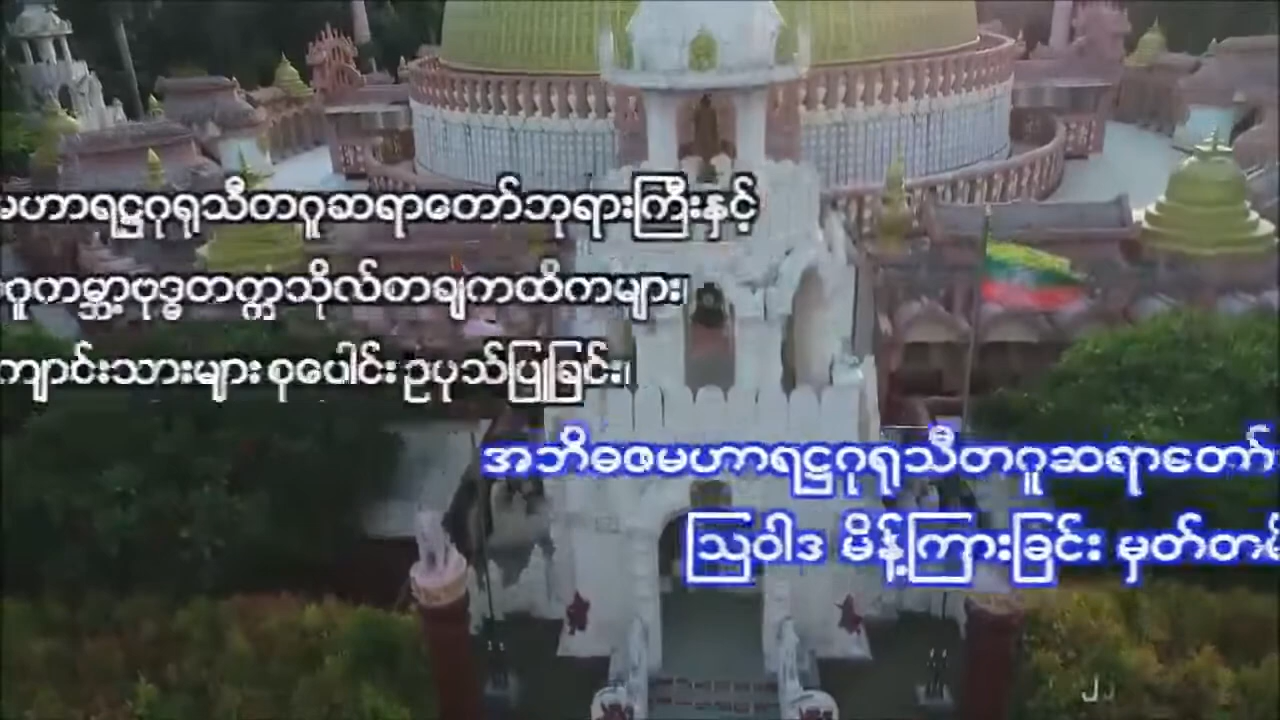 မဟာရဋ္ဌဂုရုသီတဂူဆရာတော်ဘုရားကြီးနှင့်
ဂူကမ္ဘာ့ဗုဒ္ဓတက္ကသိုလ်စာချကထိကများ၊
ကျောင်းသားများ စုပေါင်း ဥပုသ်ပြုခြင်း၊
အဘိဓဇမဟာရဋ္ဌဂုရုသီတဂူဆရာတော်
ဩဝါဒ မိန့်ကြားခြင်း မှတ်တမ်